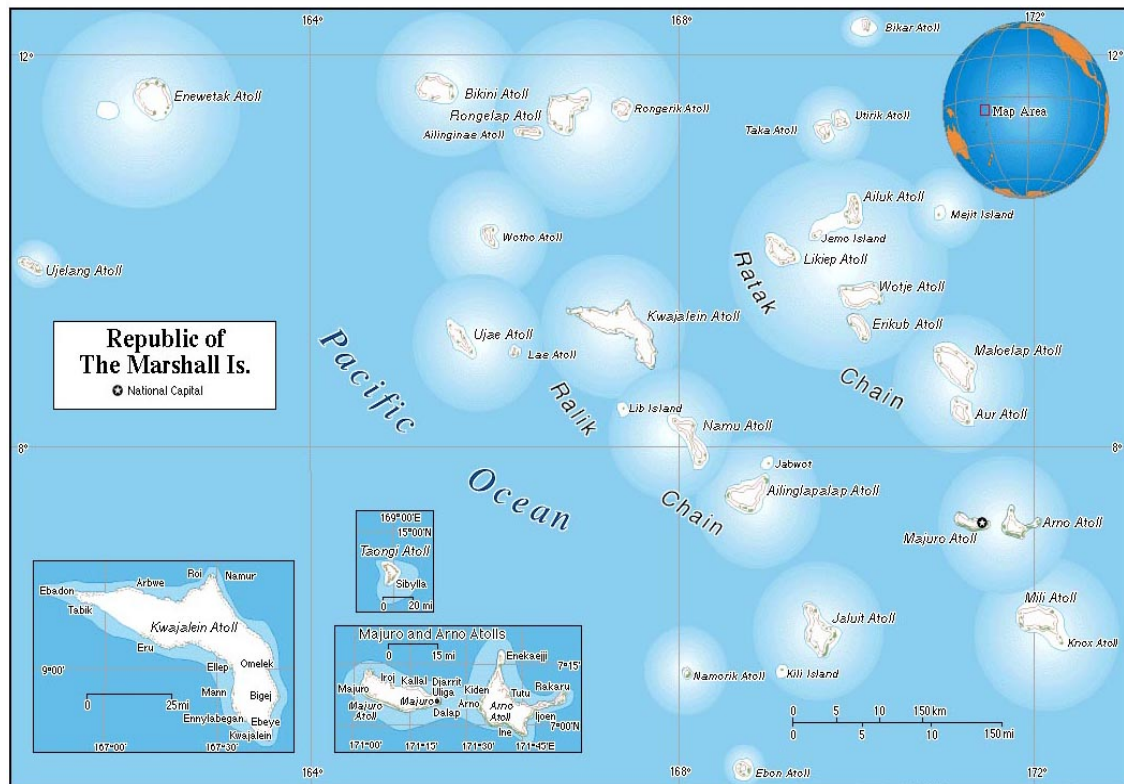 164°
168°
172°
12°
12°
Bikar Atoll
Enewetak Atoll
Bikini Atoll
Rongelap Atoll
Rongerik Atoll
Ailinginae Atoll
Taka Atoll
Utirik Atoll
Map Area
Ailuk Atoll
Mejit Island
Jemo Island
Likiep Atoll
Wotho Atoll
Ujelang Atoll
Wotje Atoll
Ratak
Chain
Kwajalein Atoll
Erikub Atoll
Ujae Atoll
Lae Atoll
Maloelap Atoll
Republic of
The Marshall Is.
National Capital
Pacific
Ocean
Ralik
Chain
Lib Island
Namu Atoll
Aur Atoll
8°
8°
Jabwot
Ailinglapalap Atoll
Majuro Atoll
Arno Atoll
169°00'E
15°00'N
Taongi Atoll
Sibylla
0 20 mi
Mili Atoll
Knox Atoll
Jaluit Atoll
Kili Island
Namorik Atoll
Ebon Atoll
Roi
Namur
Arbwe
Ebadon
Tabik
Kwajalein Atoll
Eru
Omelek
9°00'
Ellep
Mann
Bigej
0 25mi
Ennylabegan
Ebeye
Kwajalein
167°00'
167°30'
Majuro and Arno Atolls
0 15 mi
Enekaejji
7°15'
Iroj
Kallal
Djarrit
Uliga
Kiden
Tutu
Rakaru
Majuro
Majuro
Atoll
Majuro
Dalap
Arno
Arno
Atoll
Ijoen
Ine
7°00'N
171°00'
171°15'
171°30'
171°45'E
0 5 10 150 km
0 5 10 150 mi
164°
168°
172°